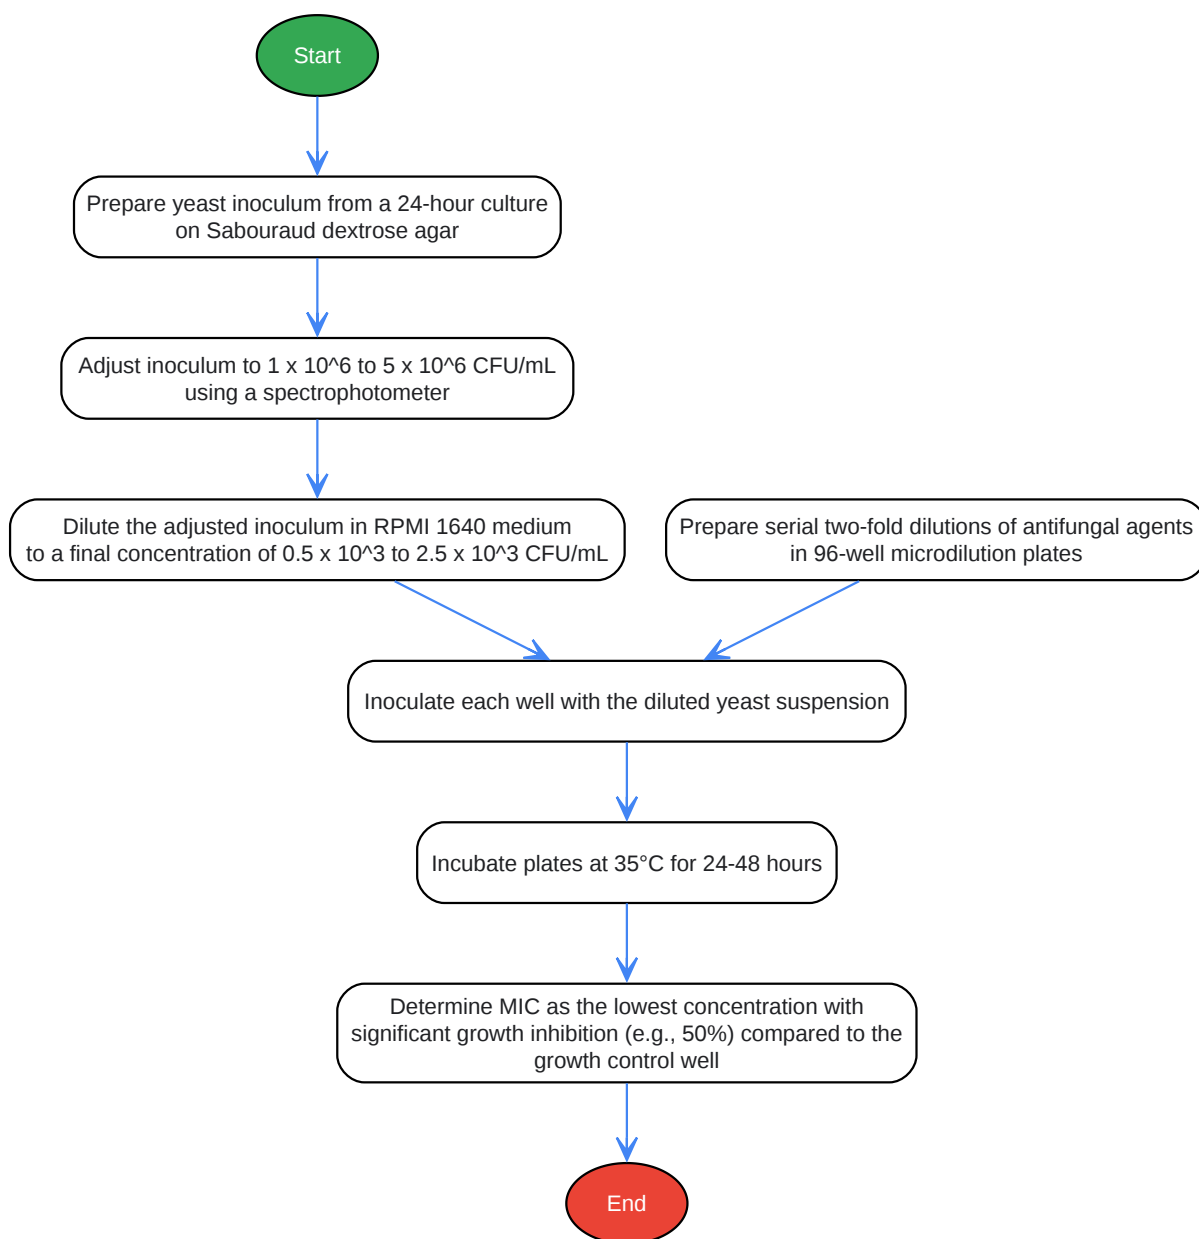 Start
Prepare yeast inoculum from a 24-hour culture
on Sabouraud dextrose agar
Adjust inoculum to 1 x 10^6 to 5 x 10^6 CFU/mL
using a spectrophotometer
Dilute the adjusted inoculum in RPMI 1640 medium
to a final concentration of 0.5 x 10^3 to 2.5 x 10^3 CFU/mL
Prepare serial two-fold dilutions of antifungal agents
in 96-well microdilution plates
Inoculate each well with the diluted yeast suspension
Incubate plates at 35°C for 24-48 hours
Determine MIC as the lowest concentration with
significant growth inhibition (e.g., 50%) compared to the
growth control well
End